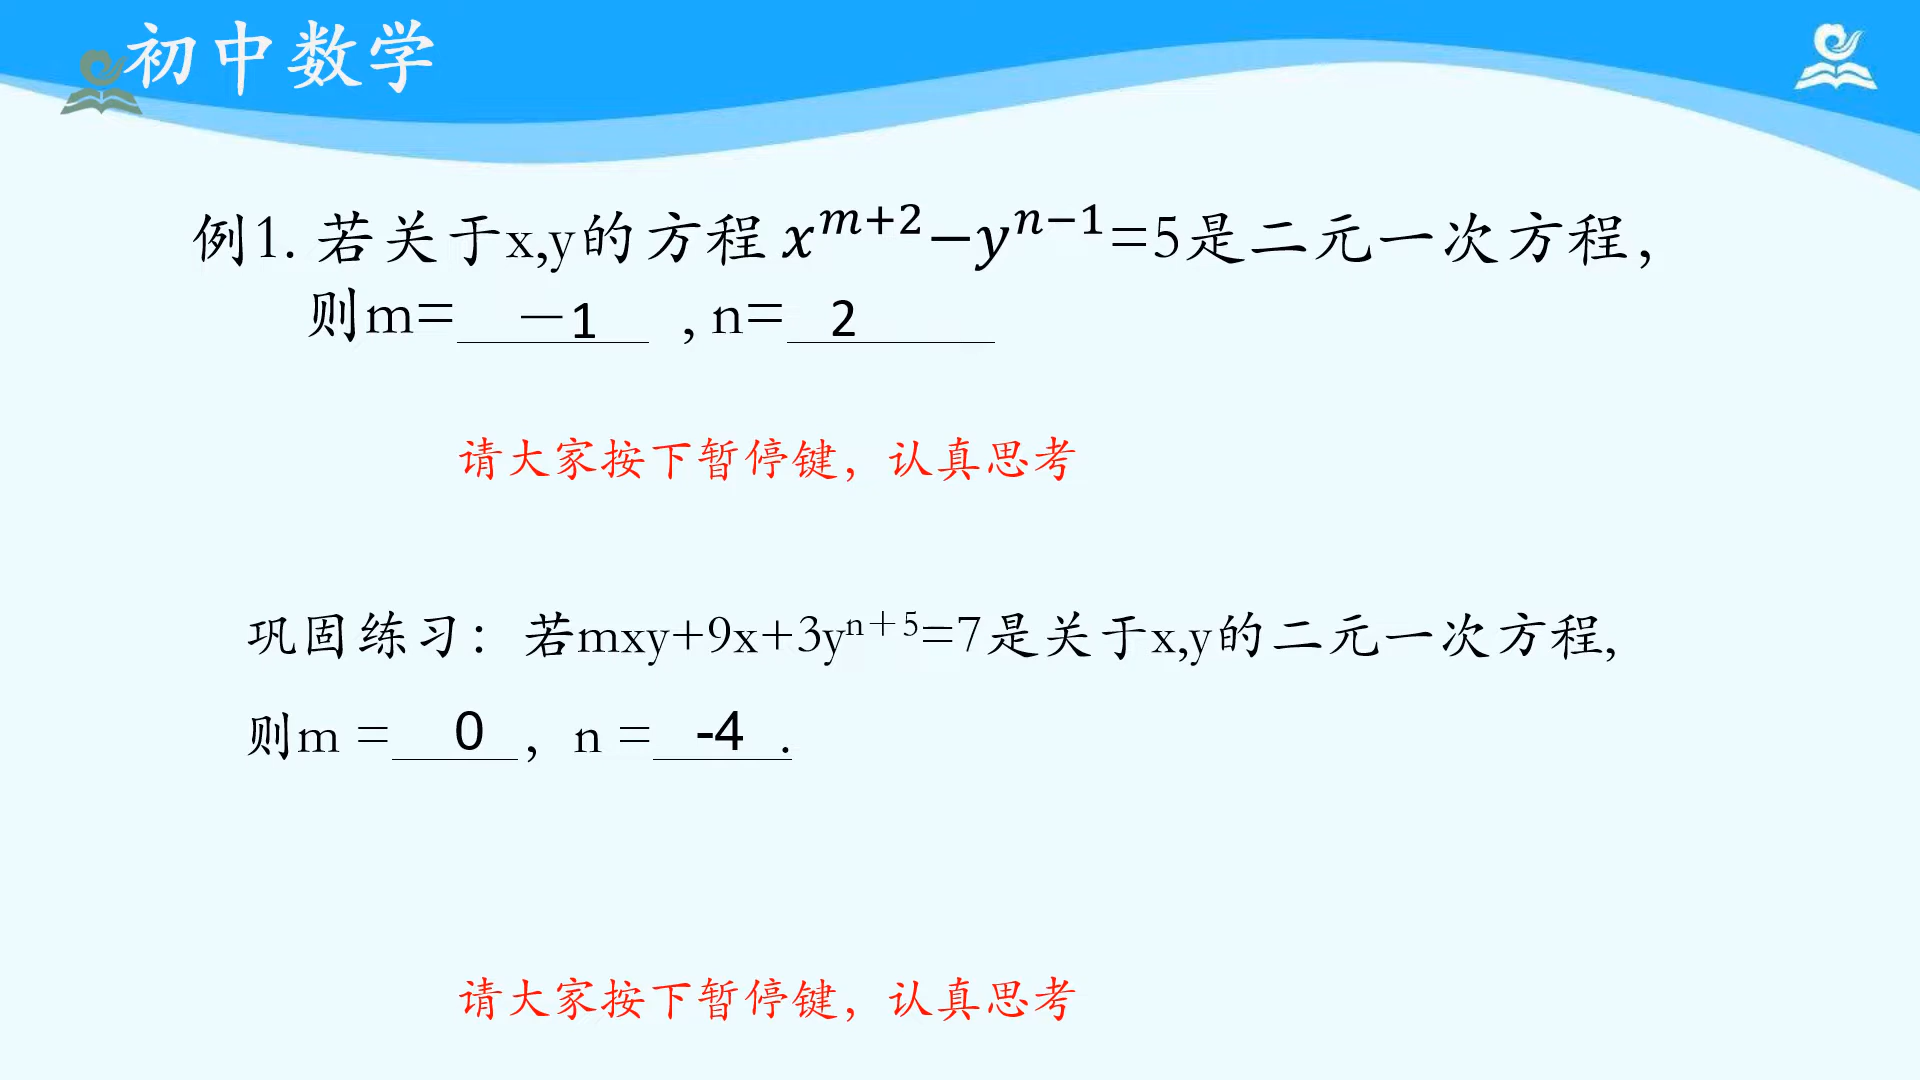 初中数学
例1. 若关于x,y的方程 x^{m+2}−y^{n−1}=5是二元一次方程，
则m= －1 , n= 2
请大家按下暂停键，认真思考
巩固练习：若mxy+9x+3y^{n＋5}=7是关于x,y的二元一次方程,
则m = 0 ，n = -4 .
请大家按下暂停键，认真思考